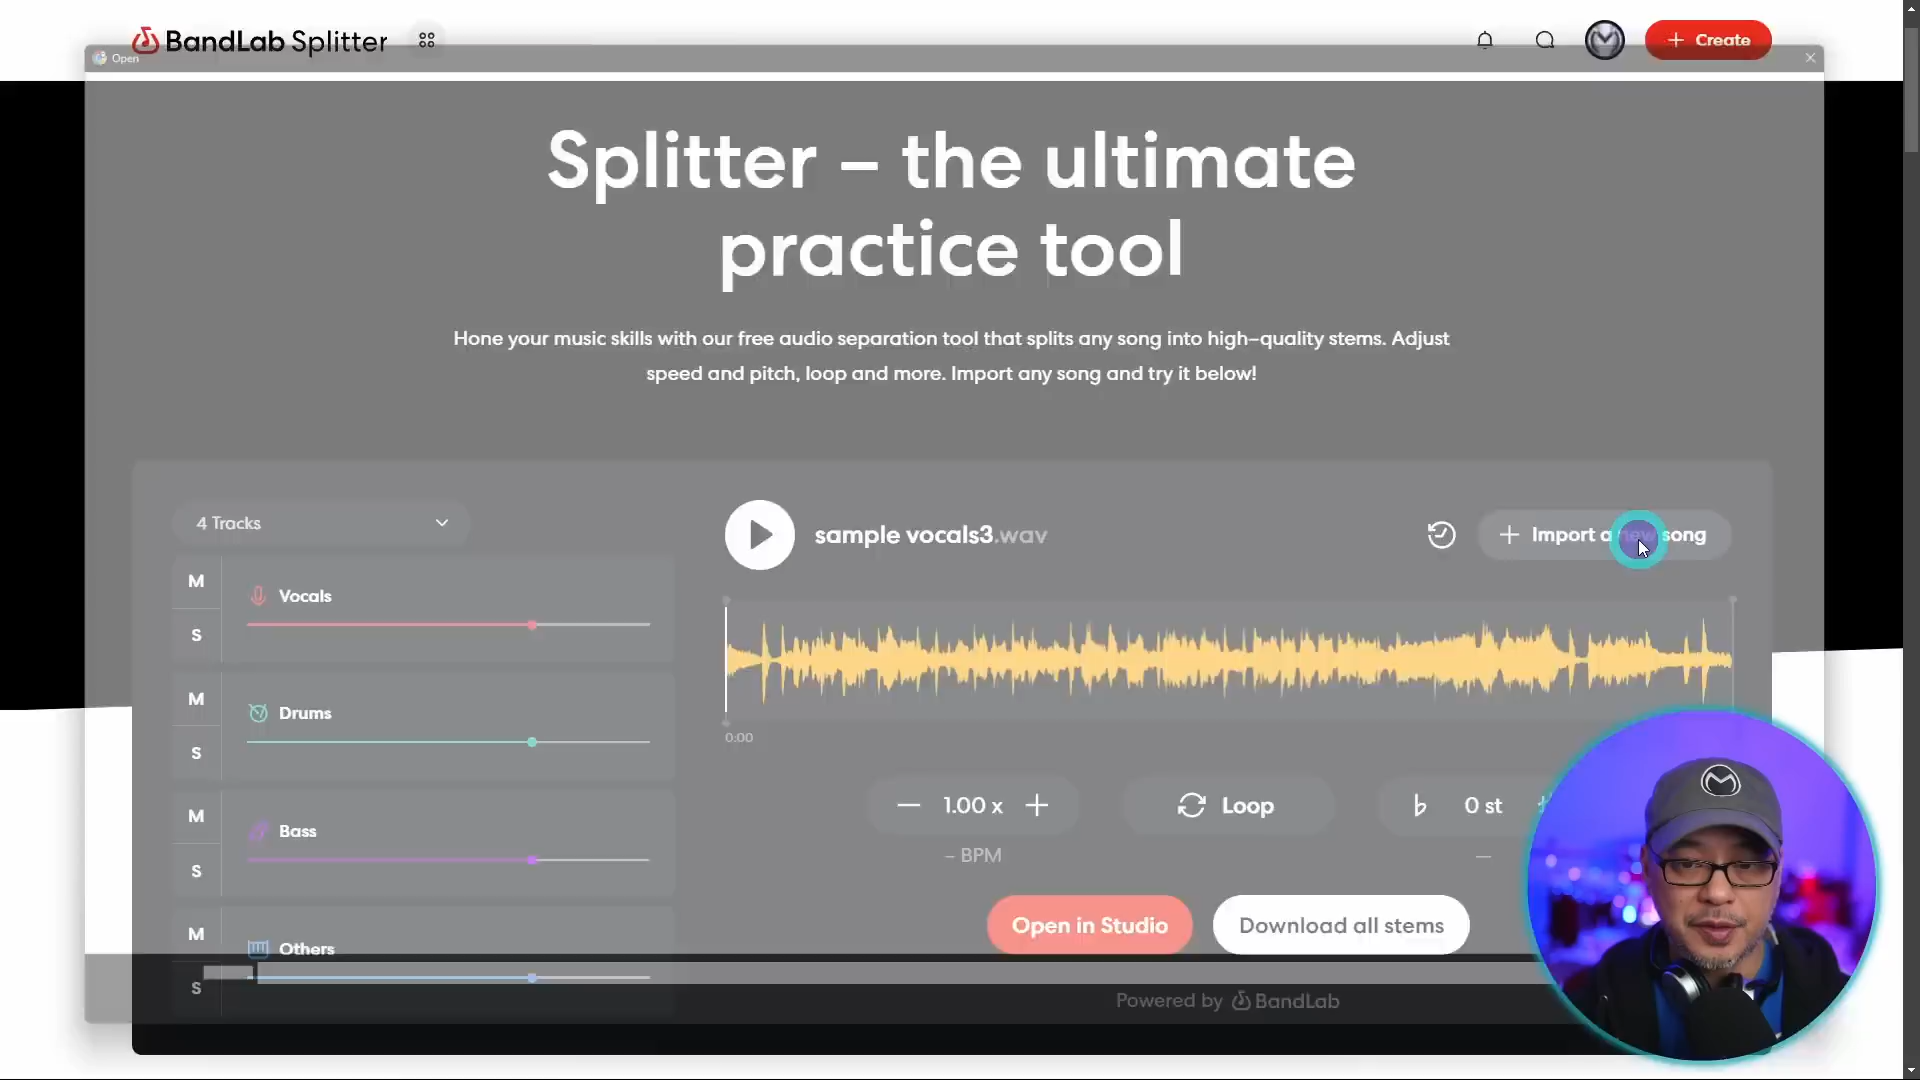 BandLab Splitter
Create
Open
Splitter – the ultimate
practice tool
Hone your music skills with our free audio separation tool that splits any song into high-quality stems. Adjust
speed and pitch, loop and more. Import any song and try it below!
4 Tracks
sample vocals3.wav
Import a new song
M
Vocals
S
M
Drums
S
0:00
M
Bass
S
1.00 x
Loop
0 st
– BPM
—
Open in Studio
Download all stems
M
Others
S
Powered by BandLab